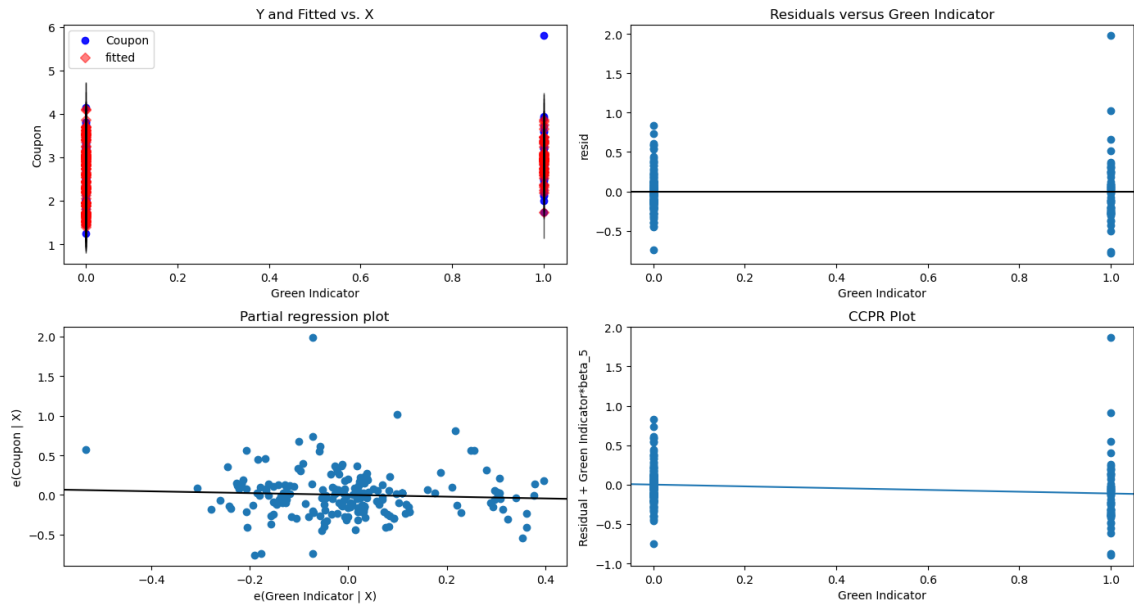 Y and Fitted vs. X
6
5
4
3
2
1
Coupon
Coupon
fitted
0.0 0.2 0.4 0.6 0.8 1.0
Green Indicator
Residuals versus Green Indicator
2.0
1.5
1.0
0.5
0.0
−0.5
resid
0.0 0.2 0.4 0.6 0.8 1.0
Green Indicator
Partial regression plot
2.0
1.5
1.0
0.5
0.0
−0.5
e(Coupon | X)
−0.4 −0.2 0.0 0.2 0.4
e(Green Indicator | X)
CCPR Plot
2.0
1.5
1.0
0.5
0.0
−0.5
−1.0
Residual + Green Indicator*beta_5
0.0 0.2 0.4 0.6 0.8 1.0
Green Indicator